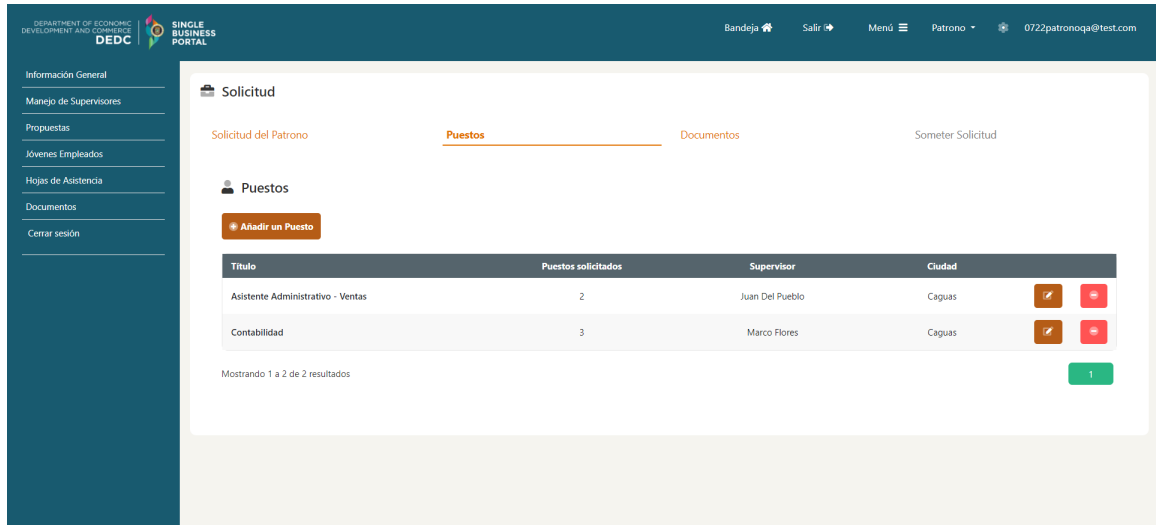 DEPARTMENT OF ECONOMIC
DEVELOPMENT AND COMMERCE
DEDC
SINGLE
BUSINESS
PORTAL
Bandeja Salir Menú Patrono 0722patronoqa@test.com
Información General
Manejo de Supervisores
Propuestas
Jóvenes Empleados
Hojas de Asistencia
Documentos
Cerrar sesión
Solicitud
Solicitud del Patrono Puestos Documentos Someter Solicitud
Puestos
Añadir un Puesto
Título Puestos solicitados Supervisor Ciudad
Asistente Administrativo - Ventas 2 Juan Del Pueblo Caguas
Contabilidad 3 Marco Flores Caguas
Mostrando 1 a 2 de 2 resultados 1